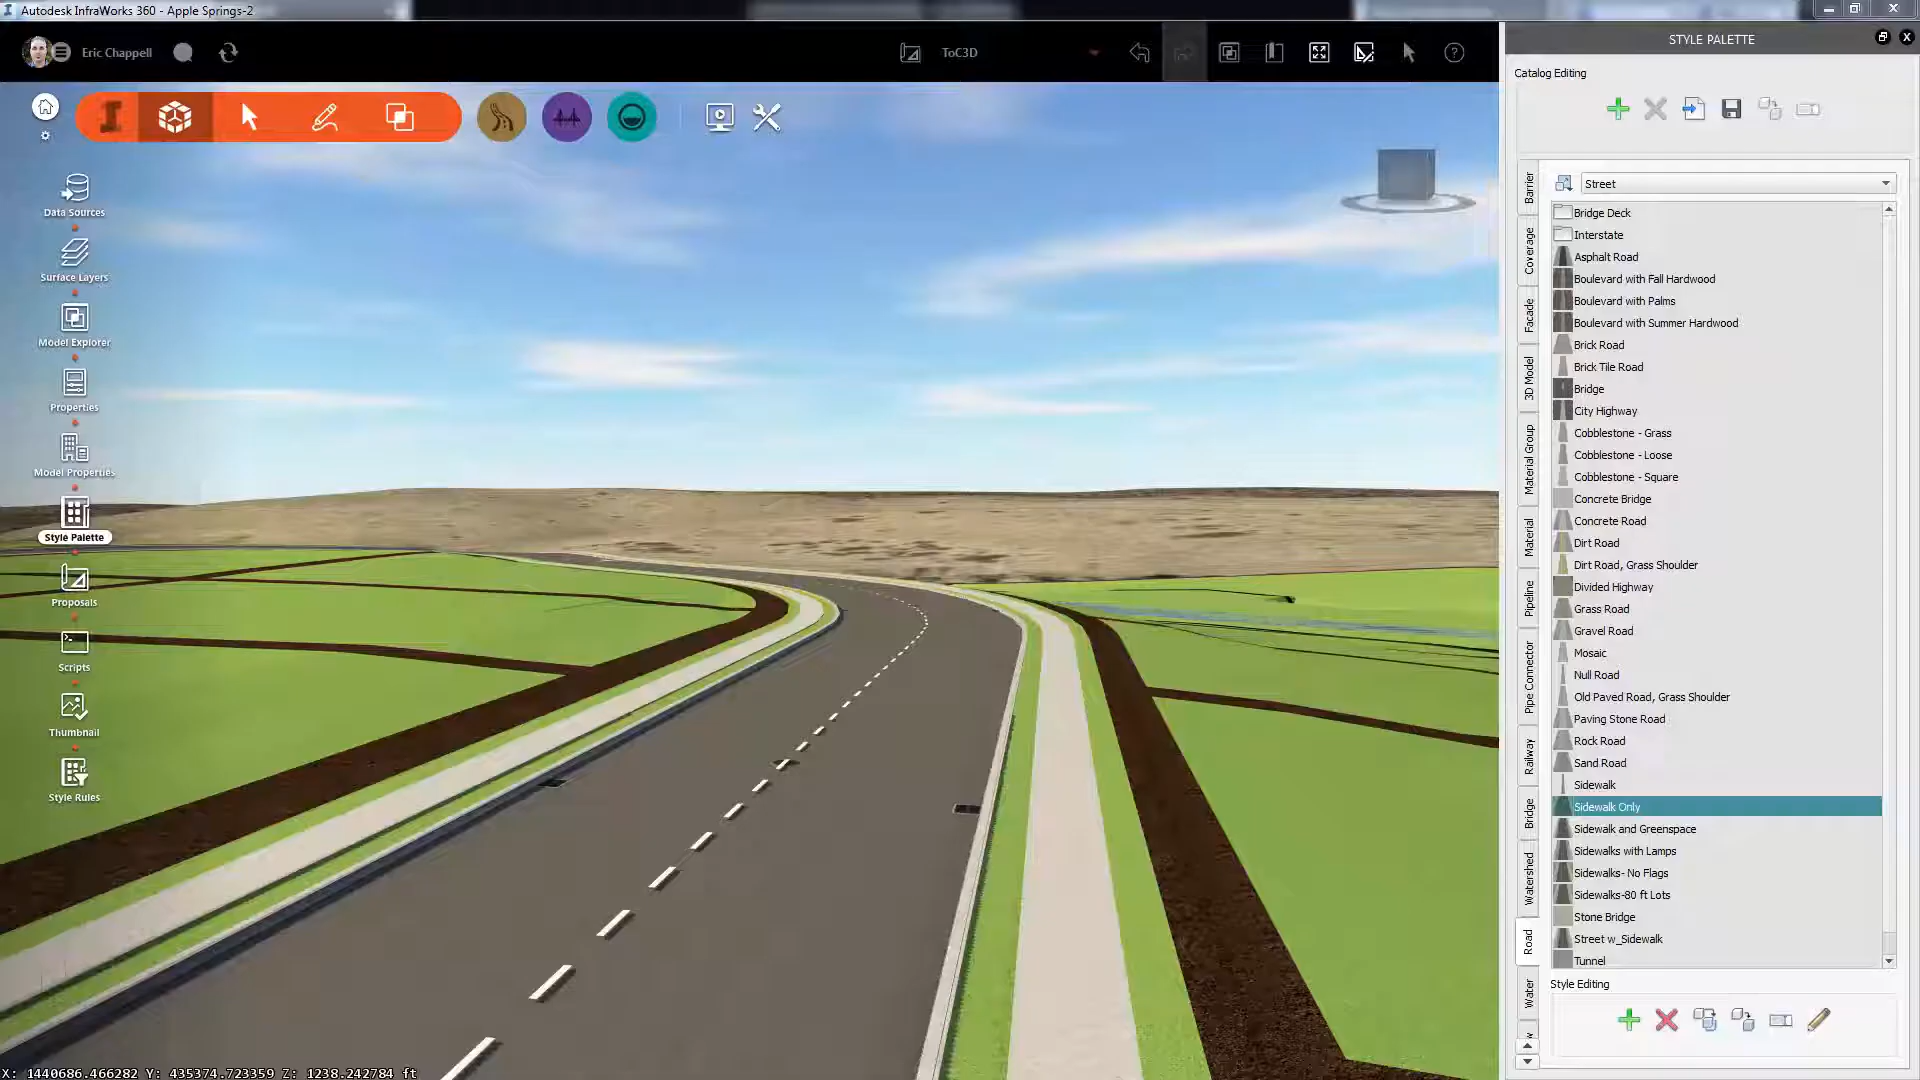 Autodesk InfraWorks 360 - Apple Springs-2
Eric Chappell
ToC3D
Data Sources
Surface Layers
Model Explorer
Properties
Model Properties
Style Palette
Proposals
Scripts
Thumbnail
Style Rules
X: 1440686.466282 Y: 435374.723359 Z: 1238.242784 ft
STYLE PALETTE
Catalog Editing
Barrier
Coverage
Facade
3D Model
Material Group
Material
Pipeline
Pipe Connector
Railway
Bridge
Watershed
Road
Water
Street
Bridge Deck
Interstate
Asphalt Road
Boulevard with Fall Hardwood
Boulevard with Palms
Boulevard with Summer Hardwood
Brick Road
Brick Tile Road
Bridge
City Highway
Cobblestone - Grass
Cobblestone - Loose
Cobblestone - Square
Concrete Bridge
Concrete Road
Dirt Road
Dirt Road, Grass Shoulder
Divided Highway
Grass Road
Gravel Road
Mosaic
Null Road
Old Paved Road, Grass Shoulder
Paving Stone Road
Rock Road
Sand Road
Sidewalk
Sidewalk Only
Sidewalk and Greenspace
Sidewalks with Lamps
Sidewalks- No Flags
Sidewalks-80 ft Lots
Stone Bridge
Street w_Sidewalk
Tunnel
Style Editing